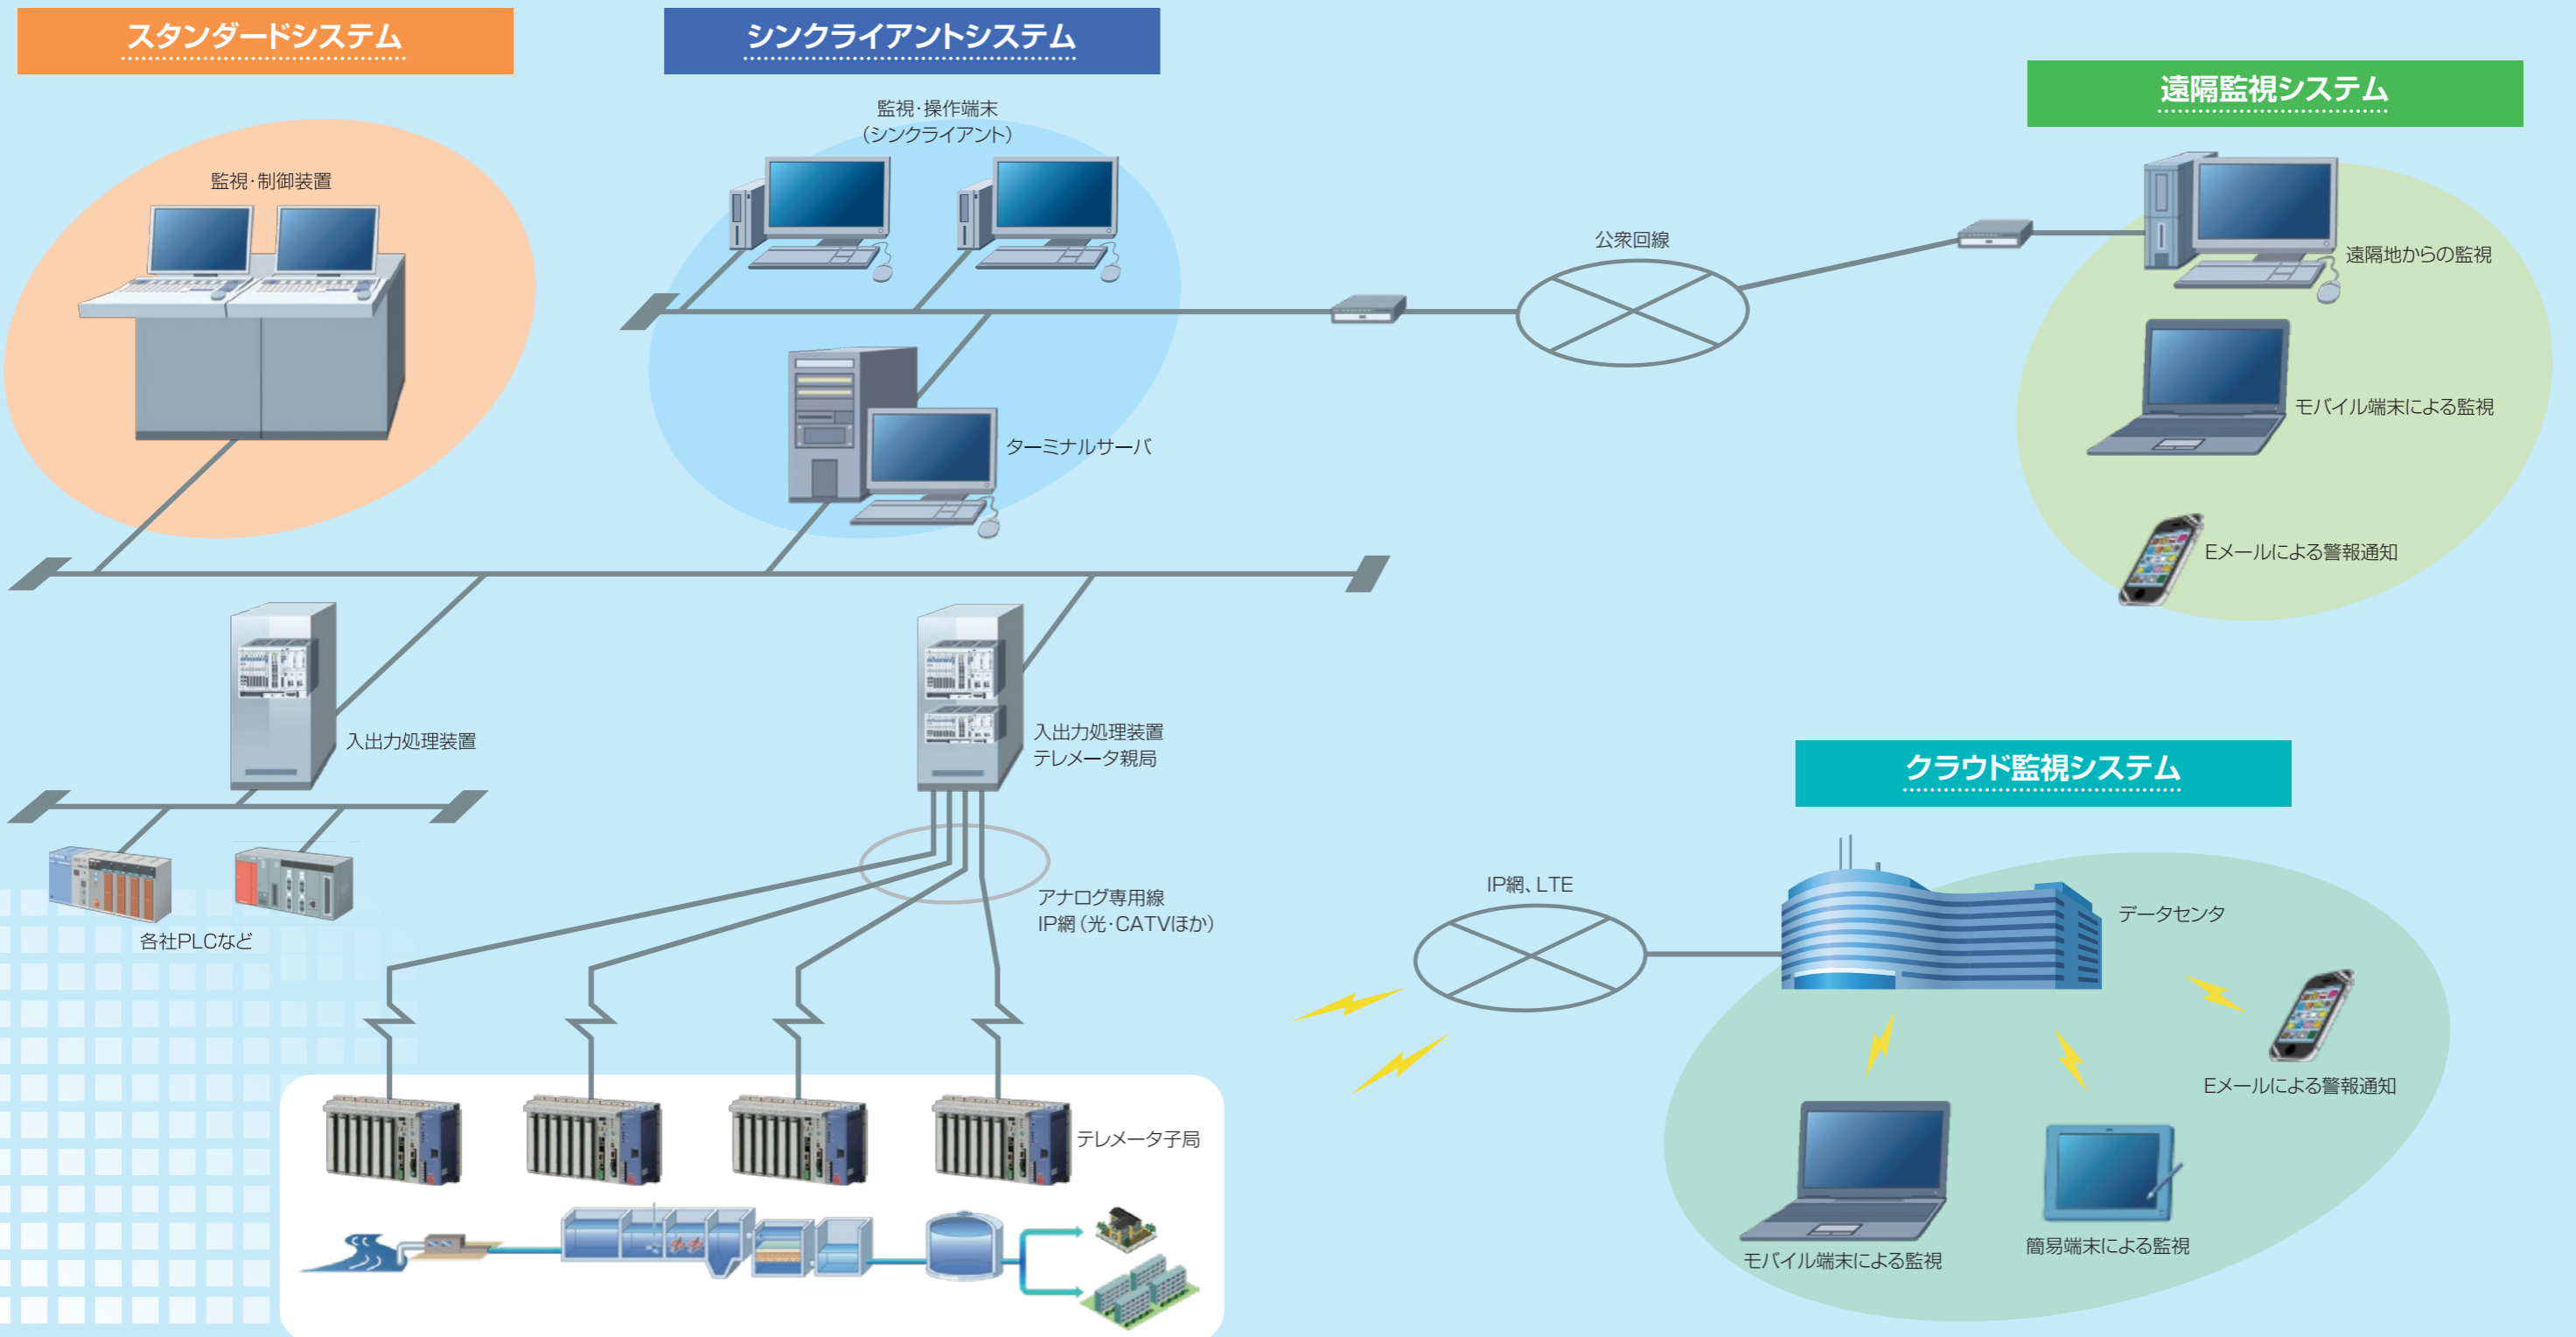 スタンダードシステム
シンクライアントシステム
遠隔監視システム
監視・操作端末
（シンクライアント）
監視・制御装置
公衆回線
遠隔地からの監視
モバイル端末による監視
ターミナルサーバ
Eメールによる警報通知
入出力処理装置
入出力処理装置
テレメータ親局
クラウド監視システム
アナログ専用線
IP網（光・CATVほか）
IP網、LTE
データセンタ
各社PLCなど
Eメールによる警報通知
テレメータ子局
モバイル端末による監視
簡易端末による監視